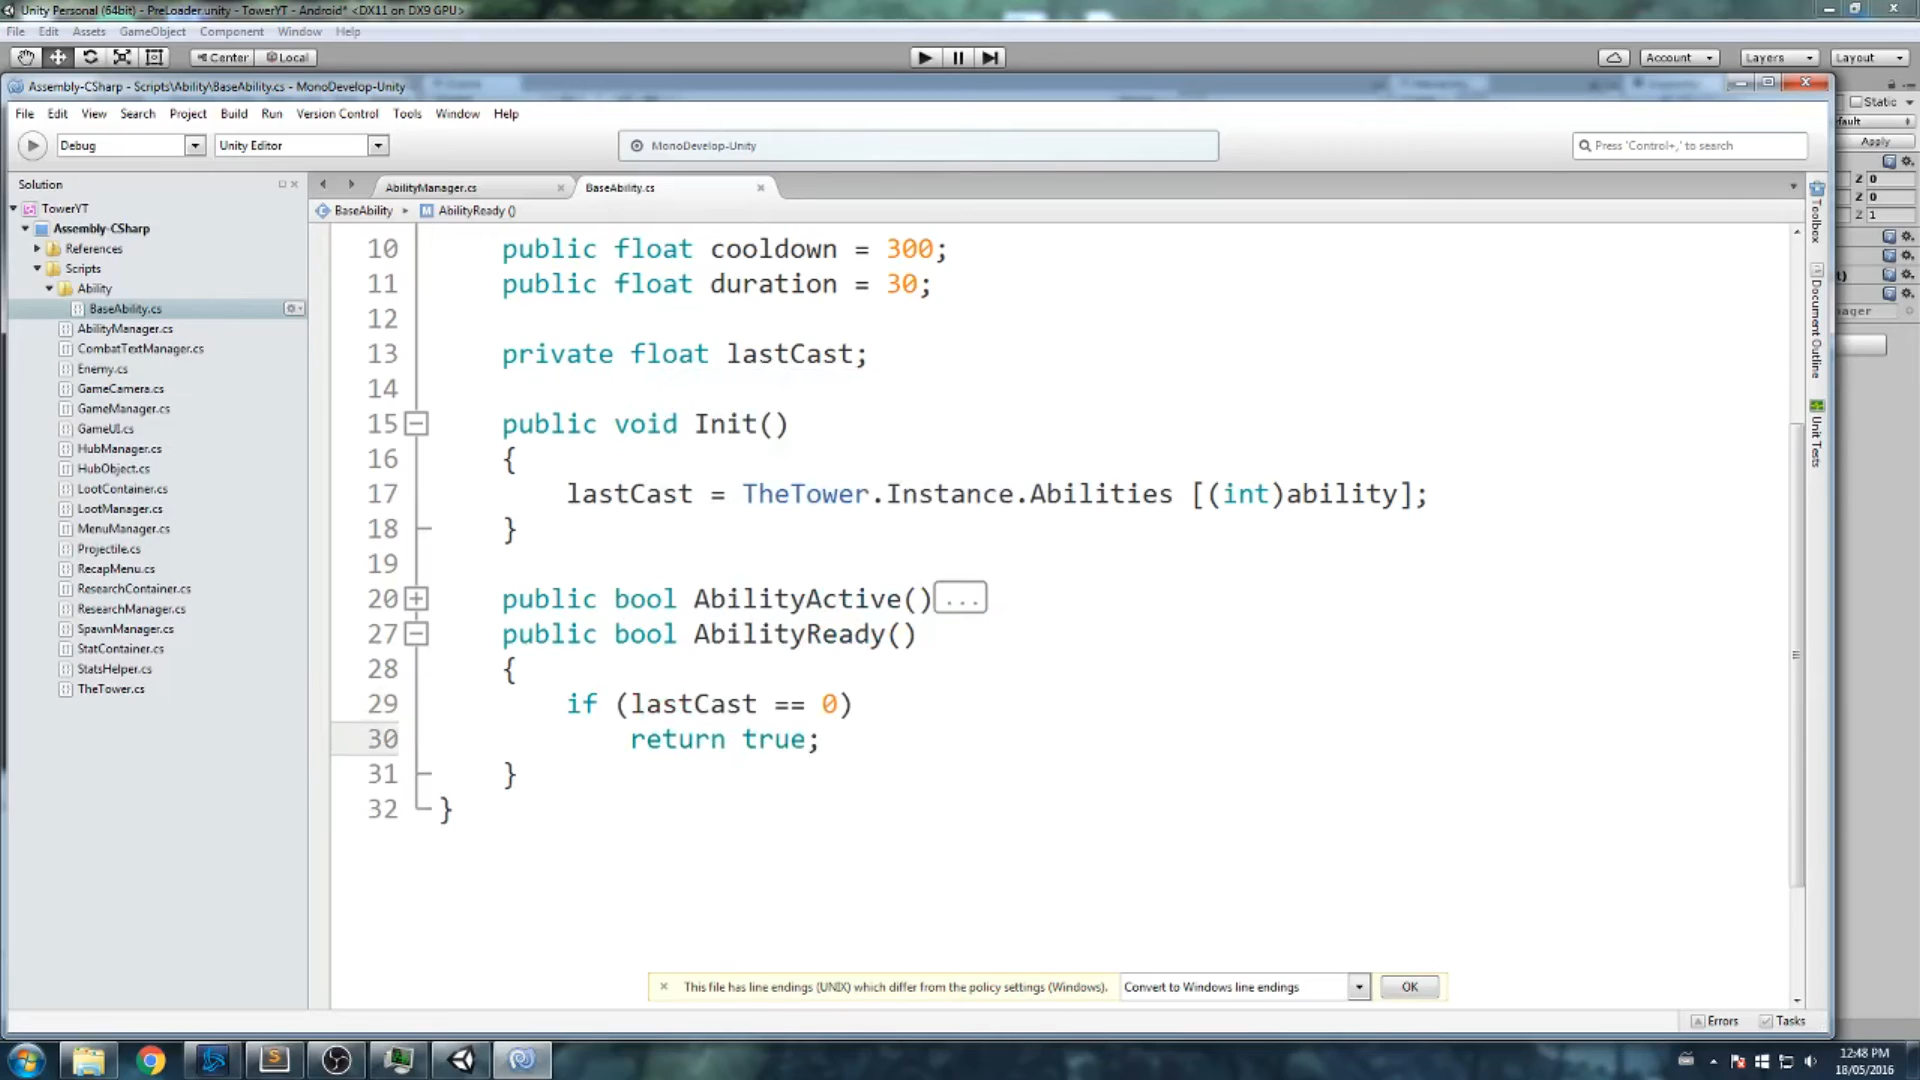 Unity Personal (64bit) - PreLoader.unity - TowerYT - Android* <DX11 on DX9 GPU>
File Edit Assets GameObject Component Window Help
Center Local Account Layers Layout
Assembly-CSharp - Scripts\Ability\BaseAbility.cs - MonoDevelop-Unity
Static
File Edit View Search Project Build Run Version Control Tools Window Help
fault
Debug Unity Editor MonoDevelop-Unity Press 'Control+,' to search
Apply
Solution
AbilityManager.cs BaseAbility.cs
BaseAbility AbilityReady ()
TowerYT
Assembly-CSharp
References
Scripts
Ability
BaseAbility.cs
AbilityManager.cs
CombatTextManager.cs
Enemy.cs
GameCamera.cs
GameManager.cs
GameUI.cs
HubManager.cs
HubObject.cs
LootContainer.cs
LootManager.cs
MenuManager.cs
Projectile.cs
RecapMenu.cs
ResearchContainer.cs
ResearchManager.cs
SpawnManager.cs
StatContainer.cs
StatsHelper.cs
TheTower.cs
10 public float cooldown = 300;
11 public float duration = 30;
12
13 private float lastCast;
14
15 public void Init()
16 {
17 lastCast = TheTower.Instance.Abilities [(int)ability];
18 }
19
20 public bool AbilityActive()...
27 public bool AbilityReady()
28 {
29 if (lastCast == 0)
30 return true;
31 }
32 }
Toolbox
Document Outline
Unit Tests
Z 0
Z 0
Z 1
t)
nager
This file has line endings (UNIX) which differ from the policy settings (Windows). Convert to Windows line endings OK
Errors Tasks
12:48 PM
18/05/2016